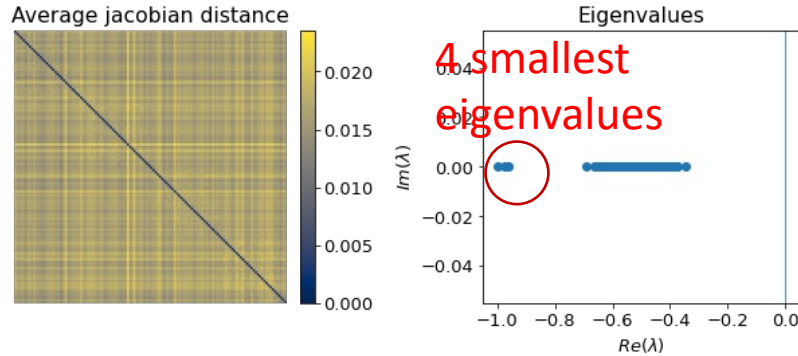 Average jacobian distance
0.020
0.015
0.010
0.005
0.000
Eigenvalues
4 smallest
eigenvalues
0.04
0.02
0.00
−0.02
−0.04
Im(λ)
−1.0 −0.8 −0.6 −0.4 −0.2 0.0
Re(λ)